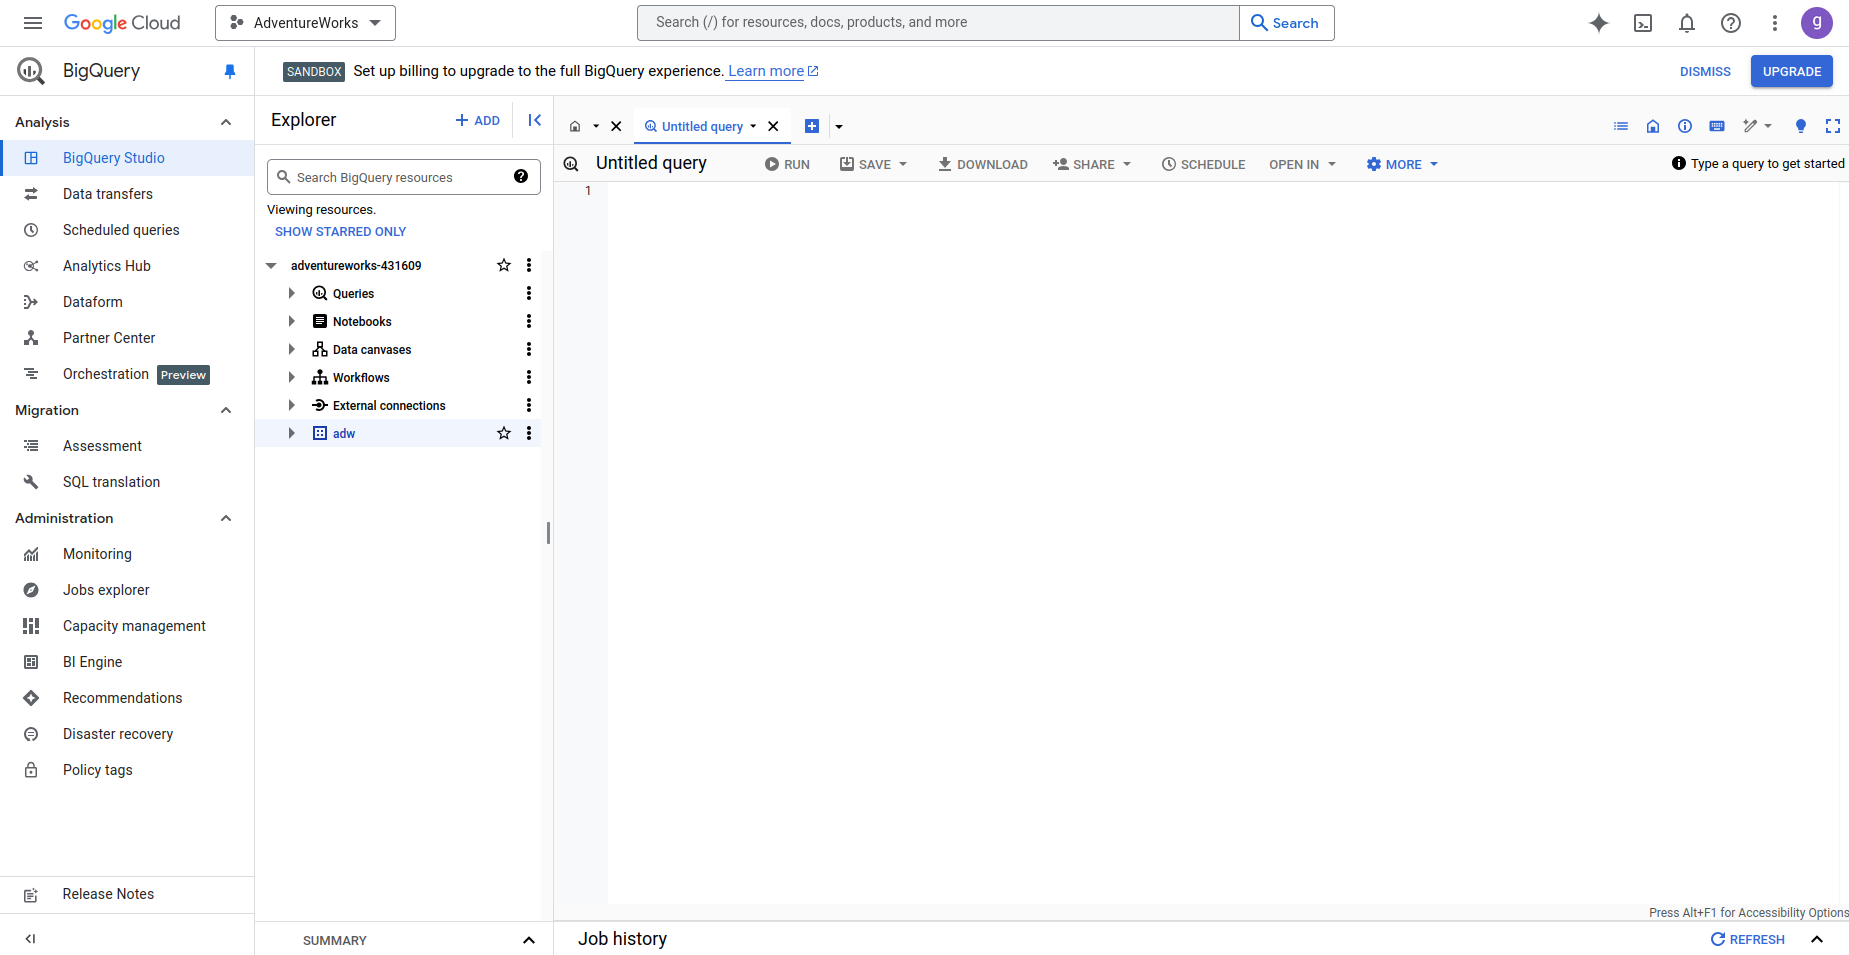 Google Cloud
AdventureWorks
Search (/) for resources, docs, products, and more
Search
g
BigQuery
SANDBOX Set up billing to upgrade to the full BigQuery experience. Learn more
DISMISS
UPGRADE
Analysis
BigQuery Studio
Data transfers
Scheduled queries
Analytics Hub
Dataform
Partner Center
Orchestration Preview
Migration
Assessment
SQL translation
Administration
Monitoring
Jobs explorer
Capacity management
BI Engine
Recommendations
Disaster recovery
Policy tags
Release Notes
Explorer
ADD
Search BigQuery resources
Viewing resources.
SHOW STARRED ONLY
adventureworks-431609
Queries
Notebooks
Data canvases
Workflows
External connections
adw
SUMMARY
Untitled query
Untitled query
RUN
SAVE
DOWNLOAD
SHARE
SCHEDULE
OPEN IN
MORE
Type a query to get started
1
Press Alt+F1 for Accessibility Options
Job history
REFRESH